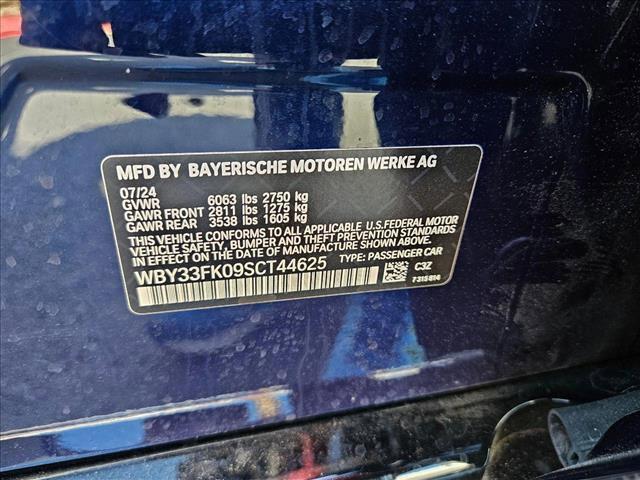 MFD BY BAYERISCHE MOTOREN WERKE AG
07/24
GVWR 6063 lbs 2750 kg
GAWR FRONT 2811 lbs 1275 kg
GAWR REAR 3538 lbs 1605 kg
THIS VEHICLE CONFORMS TO ALL APPLICABLE U.S.FEDERAL MOTOR
VEHICLE SAFETY, BUMPER AND THEFT PREVENTION STANDARDS
IN EFFECT ON THE DATE OF MANUFACTURE SHOWN ABOVE.
WBY33FK09SCT44625 TYPE: PASSENGER CAR
C3Z
7315814